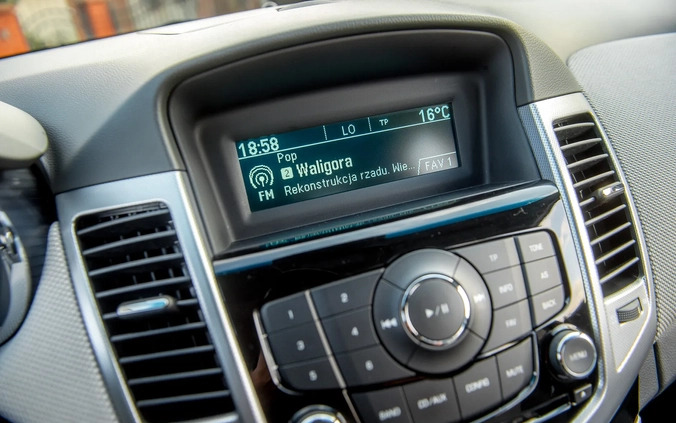 18:58 LO TP 16°C
Pop
2 Waligora
FM Rekonstrukcja rzadu. Wie... FAV 1
1 2 TP TONE
3 4 INFO AS
5 6 FAV BACK
BAND CD/AUX CONFIG MUTE MENU